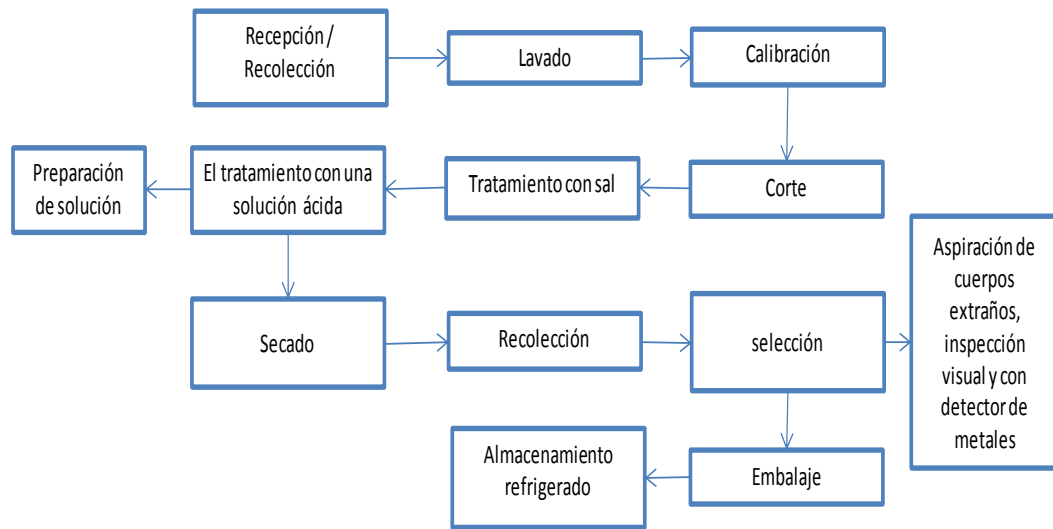 Recepción /
Recolección
Lavado
Calibración
Preparación
de solución
El tratamiento con una
solución ácida
Tratamiento con sal
Corte
Aspiración de
cuerpos
extraños,
inspección
visual y con
detector de
metales
Secado
Recolección
selección
Almacenamiento
refrigerado
Embalaje